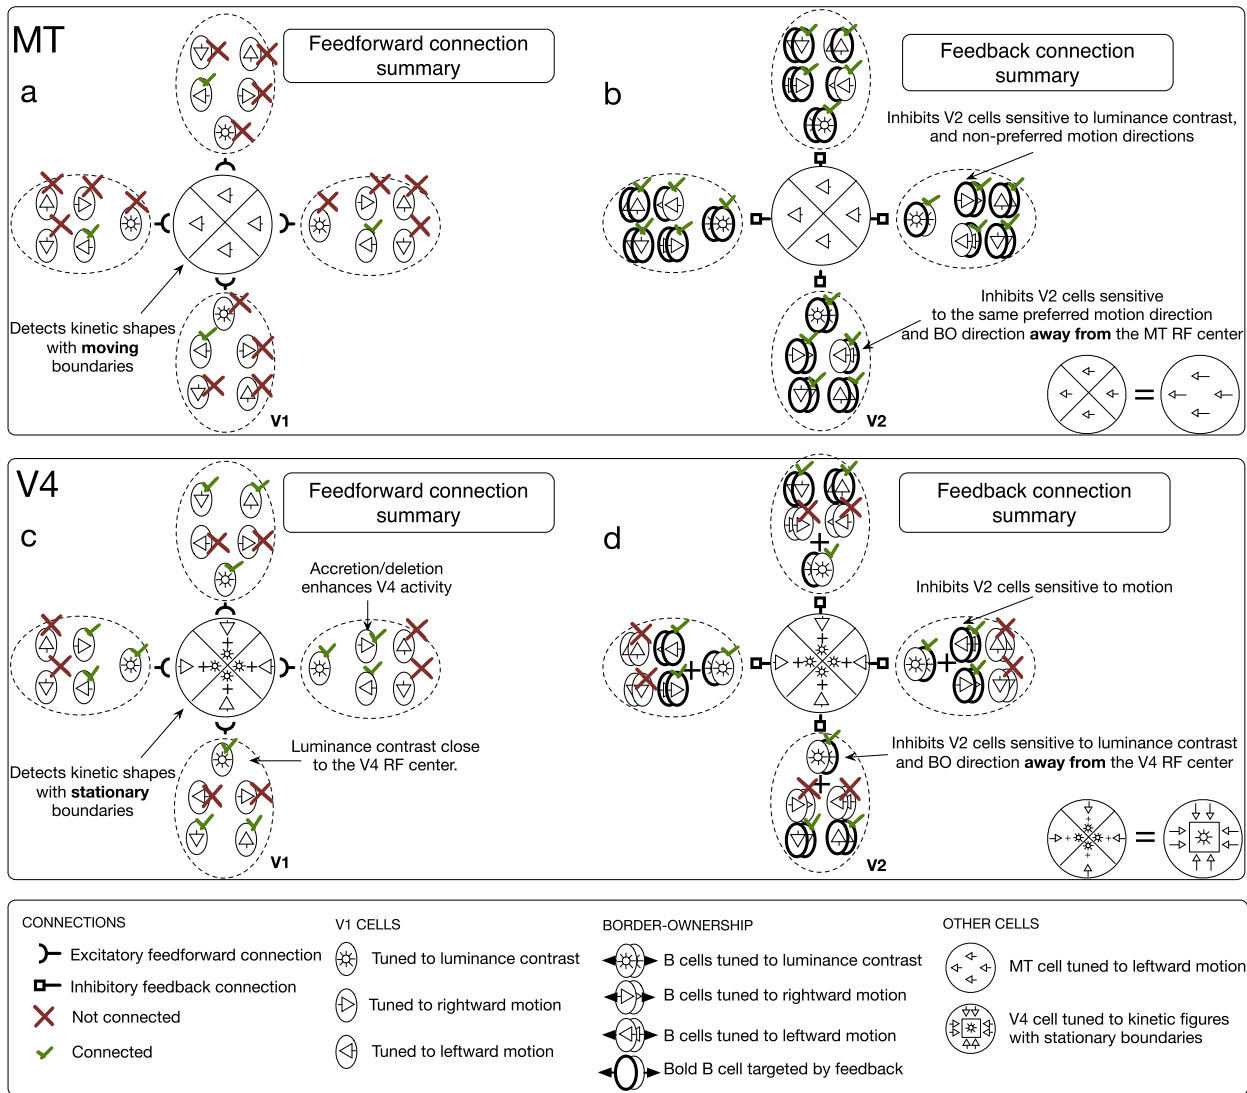 MT
a
Feedforward connection
summary
Detects kinetic shapes
with moving
boundaries
V1
b
Feedback connection
summary
Inhibits V2 cells sensitive to luminance contrast,
and non-preferred motion directions
Inhibits V2 cells sensitive
to the same preferred motion direction
and BO direction away from the MT RF center
=
V2
V4
c
Feedforward connection
summary
Accretion/deletion
enhances V4 activity
Detects kinetic shapes
with stationary
boundaries
Luminance contrast close
to the V4 RF center.
V1
d
Feedback connection
summary
Inhibits V2 cells sensitive to motion
Inhibits V2 cells sensitive to luminance contrast
and BO direction away from the V4 RF center
=
V2
CONNECTIONS
Excitatory feedforward connection
Inhibitory feedback connection
Not connected
Connected
V1 CELLS
Tuned to luminance contrast
Tuned to rightward motion
Tuned to leftward motion
BORDER-OWNERSHIP
B cells tuned to luminance contrast
B cells tuned to rightward motion
B cells tuned to leftward motion
Bold B cell targeted by feedback
OTHER CELLS
MT cell tuned to leftward motion
V4 cell tuned to kinetic figures
with stationary boundaries